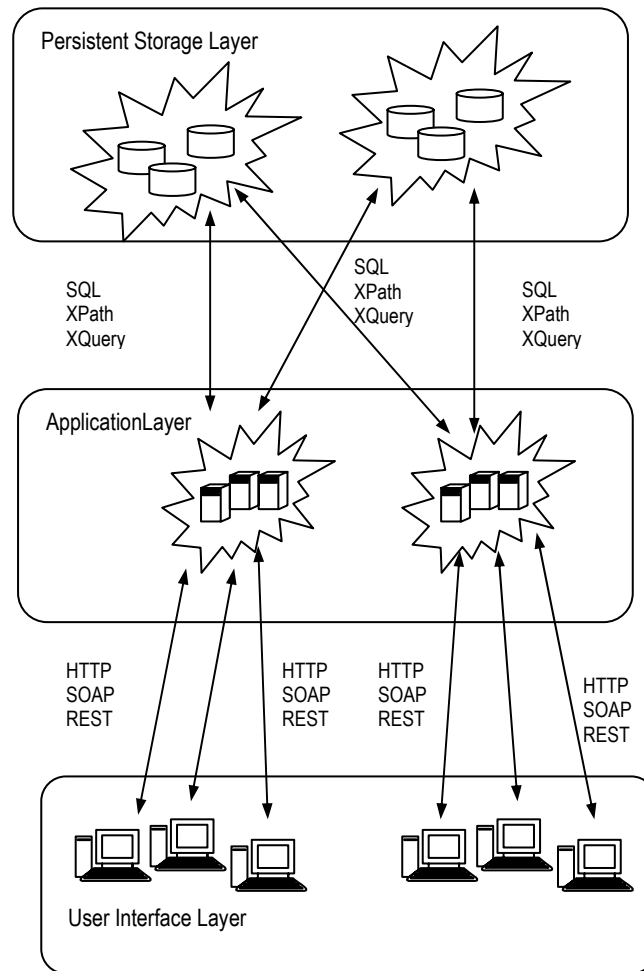 Persistent Storage Layer
SQL
XPath
XQuery
SQL
XPath
XQuery
SQL
XPath
XQuery
ApplicationLayer
HTTP
SOAP
REST
HTTP
SOAP
REST
HTTP
SOAP
REST
HTTP
SOAP
REST
User Interface Layer